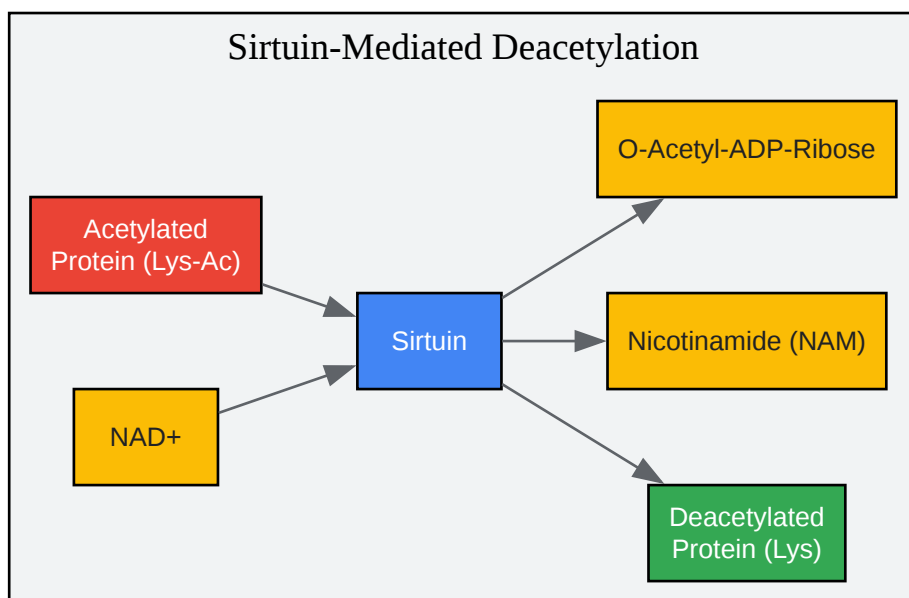 Sirtuin-Mediated Deacetylation
O-Acetyl-ADP-Ribose
Acetylated
Protein (Lys-Ac)
Sirtuin
Nicotinamide (NAM)
NAD+
Deacetylated
Protein (Lys)